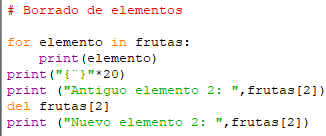 # Borrado de elementos
for elemento in frutas:
    print(elemento)
print("{¨}"*20)
print ("Antiguo elemento 2: ",frutas[2])
del frutas[2]
print ("Nuevo elemento 2: ",frutas[2])